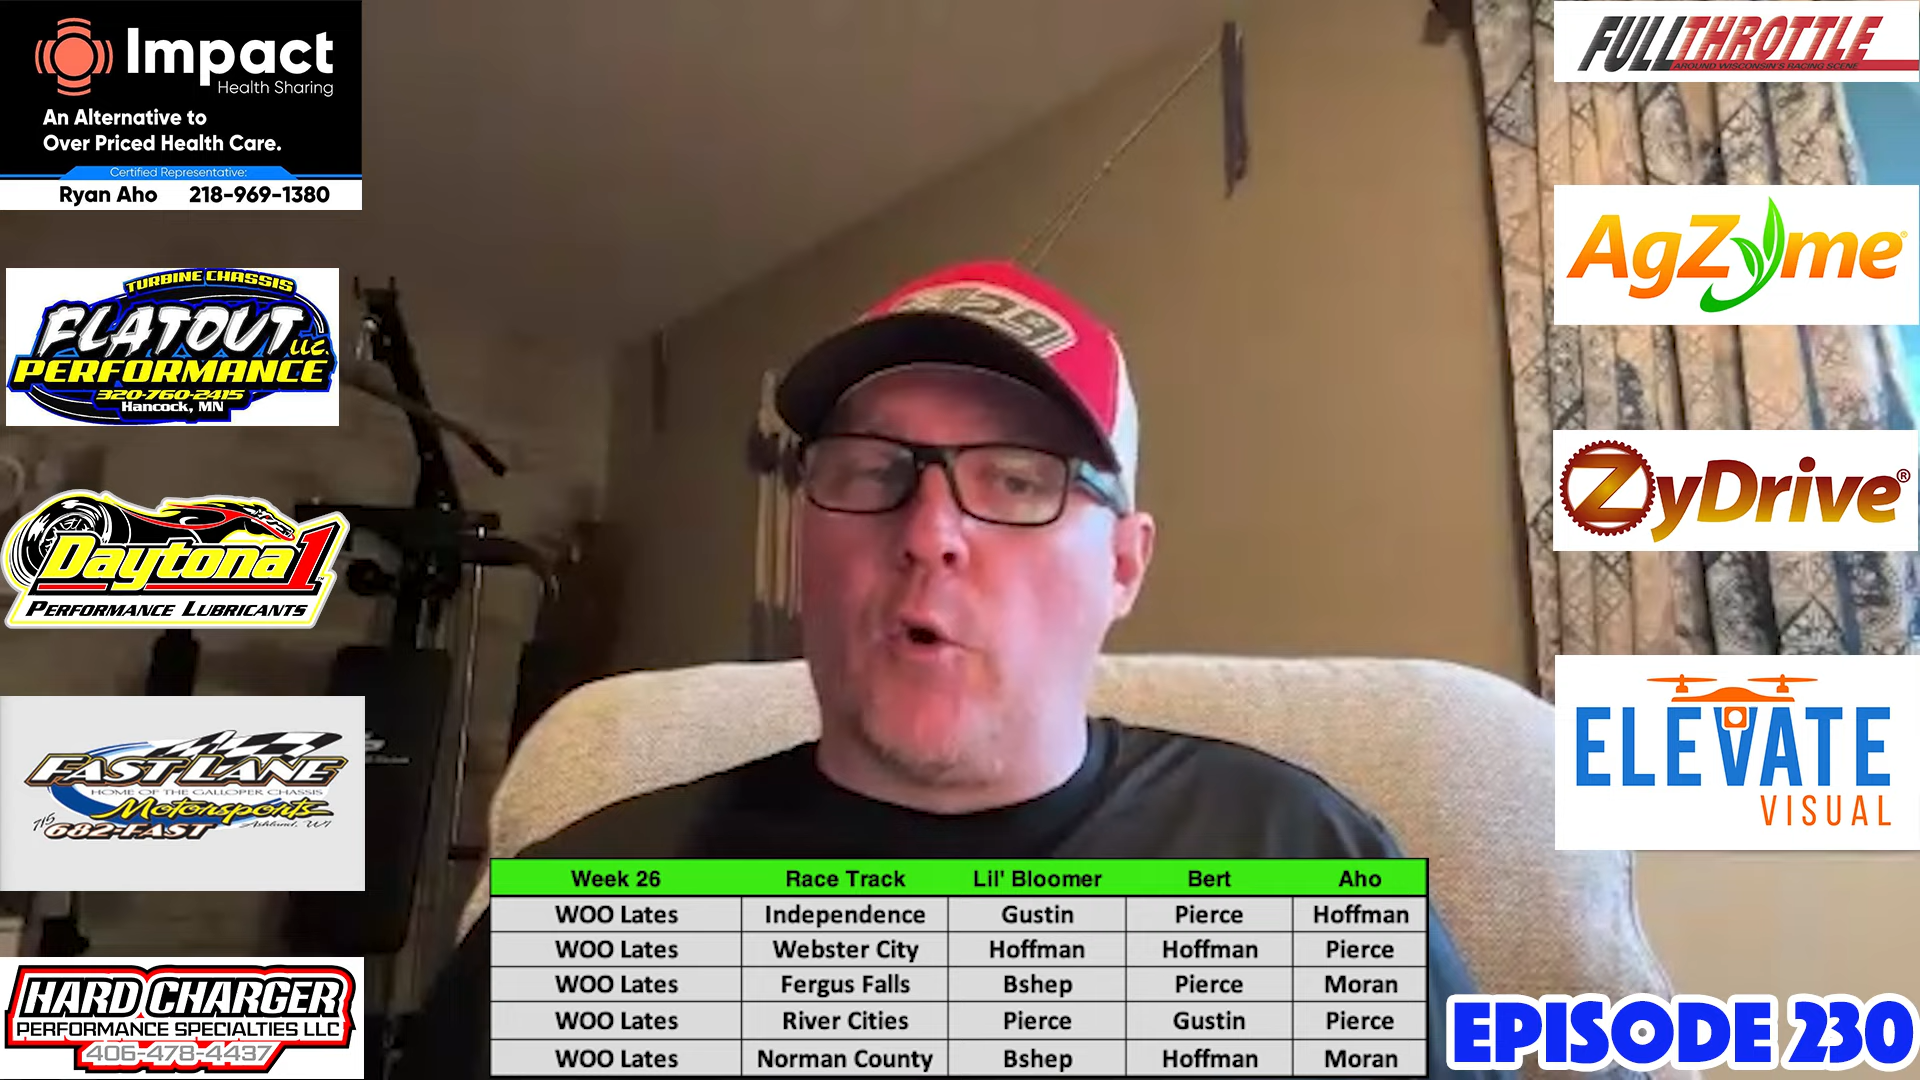 Impact
Health Sharing
An Alternative to
Over Priced Health Care.
Certified Representative:
Ryan Aho 218-969-1380
TURBINE CHASSIS
FLATOUT LLC.
PERFORMANCE
320-760-2415
Hancock, MN
Daytona 1
PERFORMANCE LUBRICANTS
FAST LANE
HOME OF THE GALLOPER CHASSIS
Motorsports
715 682-FAST Ashland, WI
HARD CHARGER
PERFORMANCE SPECIALTIES LLC
406-478-4437
FULL THROTTLE
AROUND WISCONSIN'S RACING SCENE
AgZyme®
ZyDrive®
ELEVATE
VISUAL
EPISODE 230
Week 26 Race Track Lil' Bloomer Bert Aho
WOO Lates Independence Gustin Pierce Hoffman
WOO Lates Webster City Hoffman Hoffman Pierce
WOO Lates Fergus Falls Bshep Pierce Moran
WOO Lates River Cities Pierce Gustin Pierce
WOO Lates Norman County Bshep Hoffman Moran